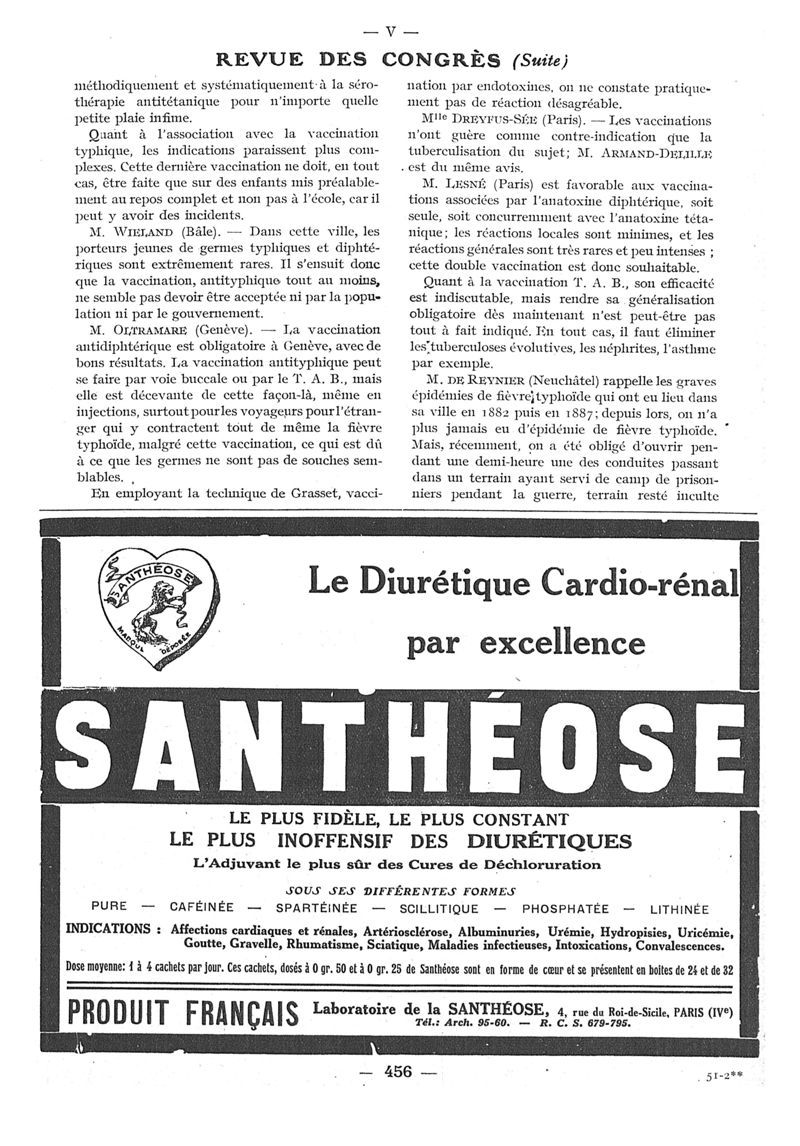 — V —
REVUE DES CONGRÈS (Suite)
méthodiquement et systématiquement à la séro-
thérapie antitétanique pour n'importe quelle
petite plaie infime.
Quant à l'association avec la vaccination
typhique, les indications paraissent plus com-
plexes. Cette dernière vaccination ne doit, en tout
cas, être faite que sur des enfants mis préalable-
ment au repos complet et non pas à l'école, car il
peut y avoir des incidents.
M. WIELAND (Bâle). — Dans cette ville, les
porteurs jeunes de germes typhiques et diphté-
riques sont extrêmement rares. Il s'ensuit donc
que la vaccination, antityphique tout au moins,
ne semble pas devoir être acceptée ni par la popu-
lation ni par le gouvernement.
M. OLTRAMARE (Genève). — La vaccination
antidiphtérique est obligatoire à Genève, avec de
bons résultats. La vaccination antityphique peut
se faire par voie buccale ou par le T. A. B., mais
elle est décevante de cette façon-là, même en
injections, surtout pour les voyageurs pour l'étran-
ger qui y contractent tout de même la fièvre
typhoïde, malgré cette vaccination, ce qui est dû
à ce que les germes ne sont pas de souches sem-
blables.
En employant la technique de Grasset, vacci-
nation par endotoxines, on ne constate pratique-
ment pas de réaction désagréable.
Mlle DREYFUS-SÉE (Paris). — Les vaccinations
n'ont guère comme contre-indication que la
tuberculisation du sujet; M. ARMAND-DELILLE
est du même avis.
M. LESNÉ (Paris) est favorable aux vaccina-
tions associées par l'anatoxine diphtérique, soit
seule, soit concurremment avec l'anatoxine téta-
nique; les réactions locales sont minimes, et les
réactions générales sont très rares et peu intenses ;
cette double vaccination est donc souhaitable.
Quant à la vaccination T. A. B., son efficacité
est indiscutable, mais rendre sa généralisation
obligatoire dès maintenant n'est peut-être pas
tout à fait indiqué. En tout cas, il faut éliminer
les tuberculoses évolutives, les néphrites, l'asthme
par exemple.
M. DE REYNIER (Neuchâtel) rappelle les graves
épidémies de fièvre typhoïde qui ont eu lieu dans
sa ville en 1882 puis en 1887; depuis lors, on n'a
plus jamais eu d'épidémie de fièvre typhoïde.
Mais, récemment, on a été obligé d'ouvrir pen-
dant une demi-heure une des conduites passant
dans un terrain ayant servi de camp de prison-
niers pendant la guerre, terrain resté inculte
SANTHÉOSE
MARQUE DÉPOSÉE
Le Diurétique Cardio-rénal
par excellence
SANTHÉOSE
LE PLUS FIDÈLE, LE PLUS CONSTANT
LE PLUS INOFFENSIF DES DIURÉTIQUES
L'Adjuvant le plus sûr des Cures de Déchloruration
SOUS SES DIFFÉRENTES FORMES
PURE — CAFÉINÉE — SPARTÉINÉE — SCILLITIQUE — PHOSPHATÉE — LITHINÉE
INDICATIONS : Affections cardiaques et rénales, Artériosclérose, Albuminuries, Urémie, Hydropisies, Uricémie,
Goutte, Gravelle, Rhumatisme, Sciatique, Maladies infectieuses, Intoxications, Convalescences.
Dose moyenne: 1 à 4 cachets par jour. Ces cachets, dosés à 0 gr. 50 et à 0 gr. 25 de Santhéose sont en forme de cœur et se présentent en boîtes de 24 et de 32
PRODUIT FRANÇAIS Laboratoire de la SANTHÉOSE, 4, rue du Roi-de-Sicile, PARIS (IVe)
Tél.: Arch. 95-60. — R. C. S. 679-795.
— 456 —
51-2**